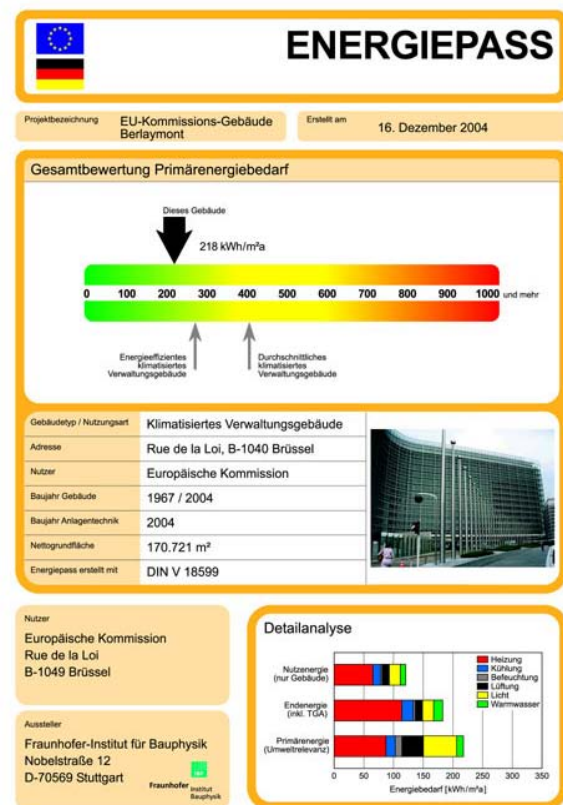 ENERGIEPASS
Projektbezeichnung
EU-Kommissions-Gebäude
Berlaymont
Erstellt am
16. Dezember 2004
Gesamtbewertung Primärenergiebedarf
Dieses Gebäude
218 kWh/m²a
0 100 200 300 400 500 600 700 800 900 1000 und mehr
Energieeffizientes
klimatisiertes
Verwaltungsgebäude
Durchschnittliches
klimatisiertes
Verwaltungsgebäude
Gebäudetyp / Nutzungsart Klimatisiertes Verwaltungsgebäude
Adresse Rue de la Loi, B-1040 Brüssel
Nutzer Europäische Kommission
Baujahr Gebäude 1967 / 2004
Baujahr Anlagentechnik 2004
Nettogrundfläche 170.721 m²
Energiepass erstellt mit DIN V 18599
Nutzer
Europäische Kommission
Rue de la Loi
B-1049 Brüssel
Aussteller
Fraunhofer-Institut für Bauphysik
Nobelstraße 12
D-70569 Stuttgart
Fraunhofer Institut
Bauphysik
Detailanalyse
Nutzenergie
(nur Gebäude)
Endenergie
(inkl. TGA)
Primärenergie
(Umweltrelevanz)
Heizung
Kühlung
Befeuchtung
Lüftung
Licht
Warmwasser
0 50 100 150 200 250 300 350
Energiebedarf [kWh/m²a]